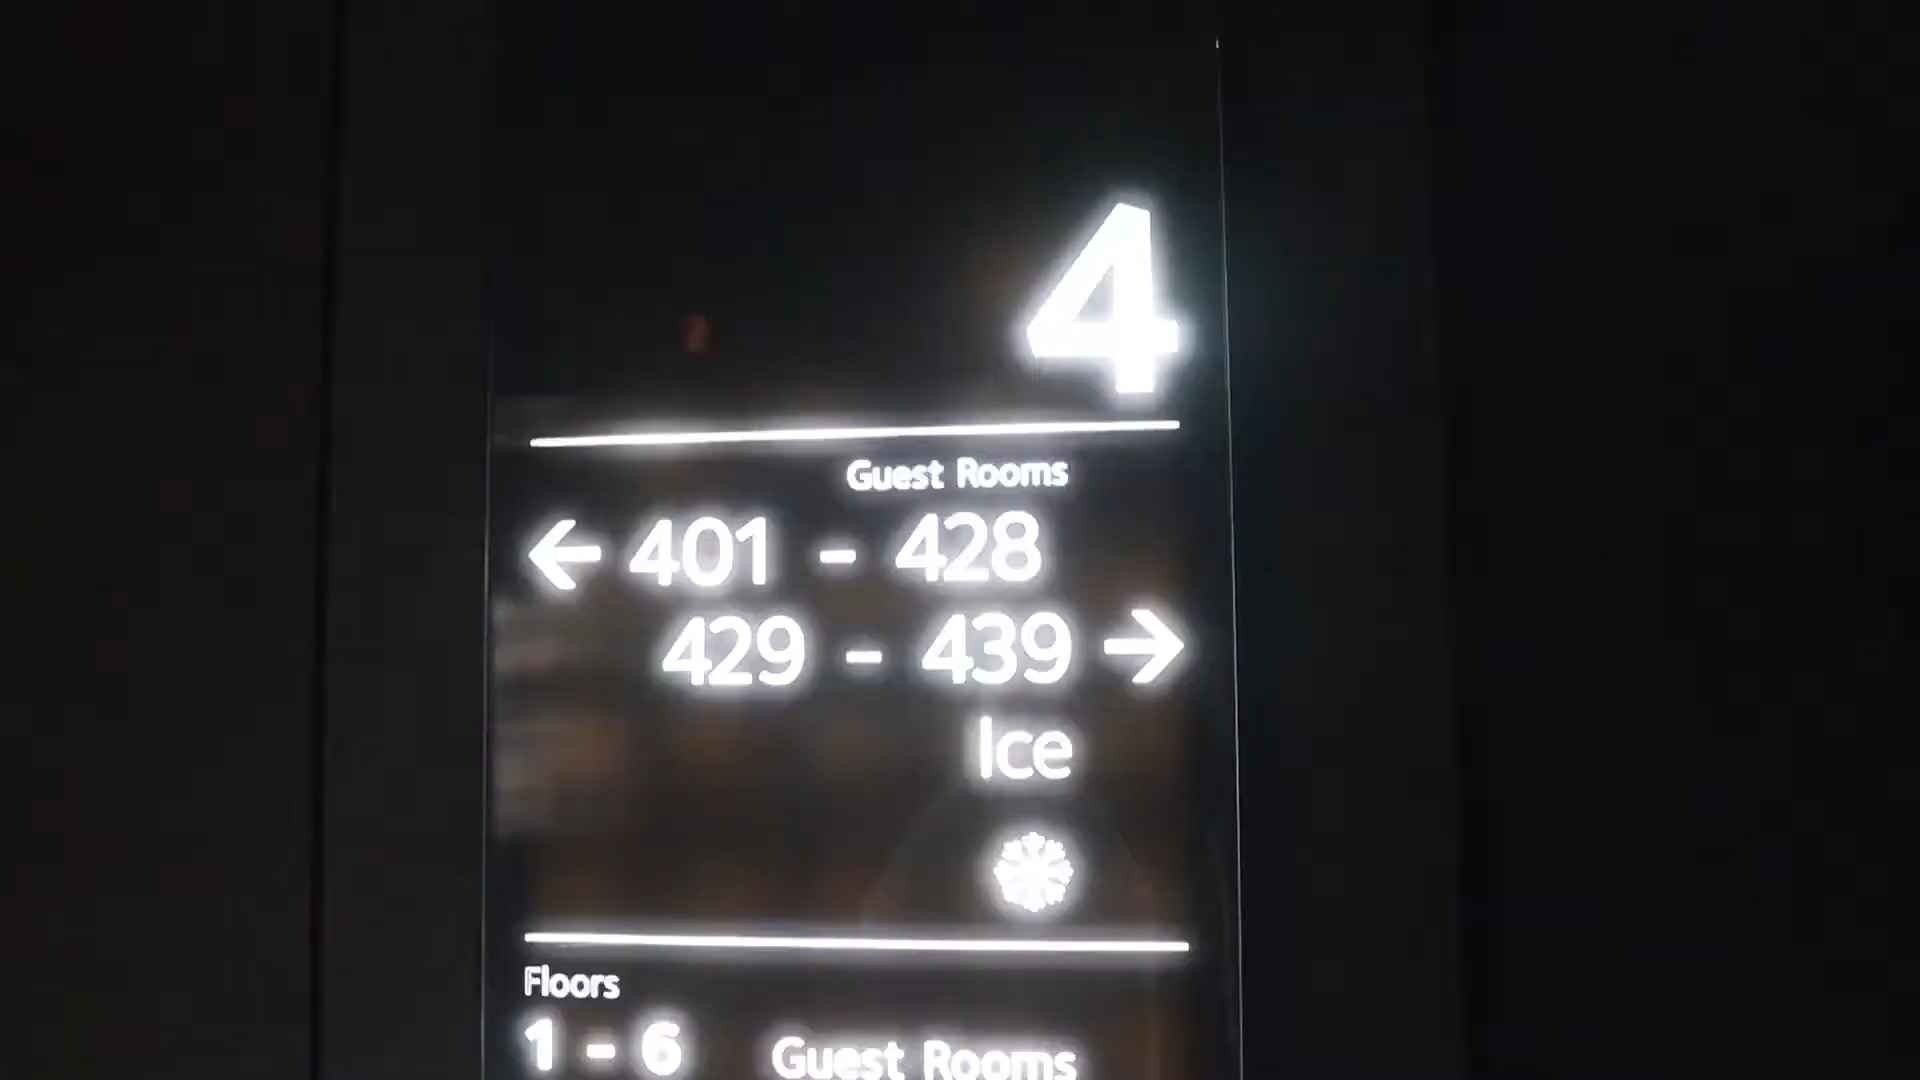 4
Guest Rooms
← 401 - 428
429 - 439 →
Ice
Floors
1 - 6 Guest Rooms